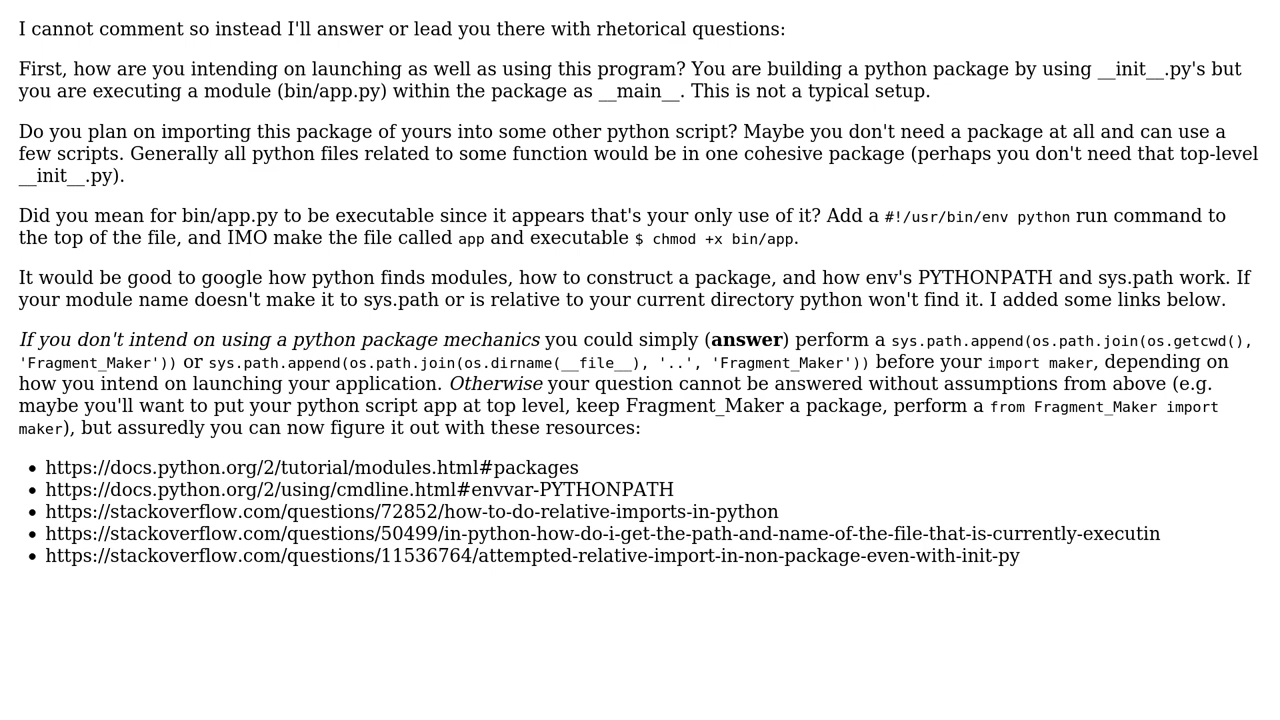 I cannot comment so instead I'll answer or lead you there with rhetorical questions:
First, how are you intending on launching as well as using this program? You are building a python package by using __init__.py's but
you are executing a module (bin/app.py) within the package as __main__. This is not a typical setup.
Do you plan on importing this package of yours into some other python script? Maybe you don't need a package at all and can use a
few scripts. Generally all python files related to some function would be in one cohesive package (perhaps you don't need that top-level
__init__.py).
Did you mean for bin/app.py to be executable since it appears that's your only use of it? Add a #!/usr/bin/env python run command to
the top of the file, and IMO make the file called app and executable $ chmod +x bin/app.
It would be good to google how python finds modules, how to construct a package, and how env's PYTHONPATH and sys.path work. If
your module name doesn't make it to sys.path or is relative to your current directory python won't find it. I added some links below.
If you don't intend on using a python package mechanics you could simply (answer) perform a sys.path.append(os.path.join(os.getcwd(),
'Fragment_Maker')) or sys.path.append(os.path.join(os.dirname(__file__), '..', 'Fragment_Maker')) before your import maker, depending on
how you intend on launching your application. Otherwise your question cannot be answered without assumptions from above (e.g.
maybe you'll want to put your python script app at top level, keep Fragment_Maker a package, perform a from Fragment_Maker import
maker), but assuredly you can now figure it out with these resources:
• https://docs.python.org/2/tutorial/modules.html#packages
• https://docs.python.org/2/using/cmdline.html#envvar-PYTHONPATH
• https://stackoverflow.com/questions/72852/how-to-do-relative-imports-in-python
• https://stackoverflow.com/questions/50499/in-python-how-do-i-get-the-path-and-name-of-the-file-that-is-currently-executin
• https://stackoverflow.com/questions/11536764/attempted-relative-import-in-non-package-even-with-init-py